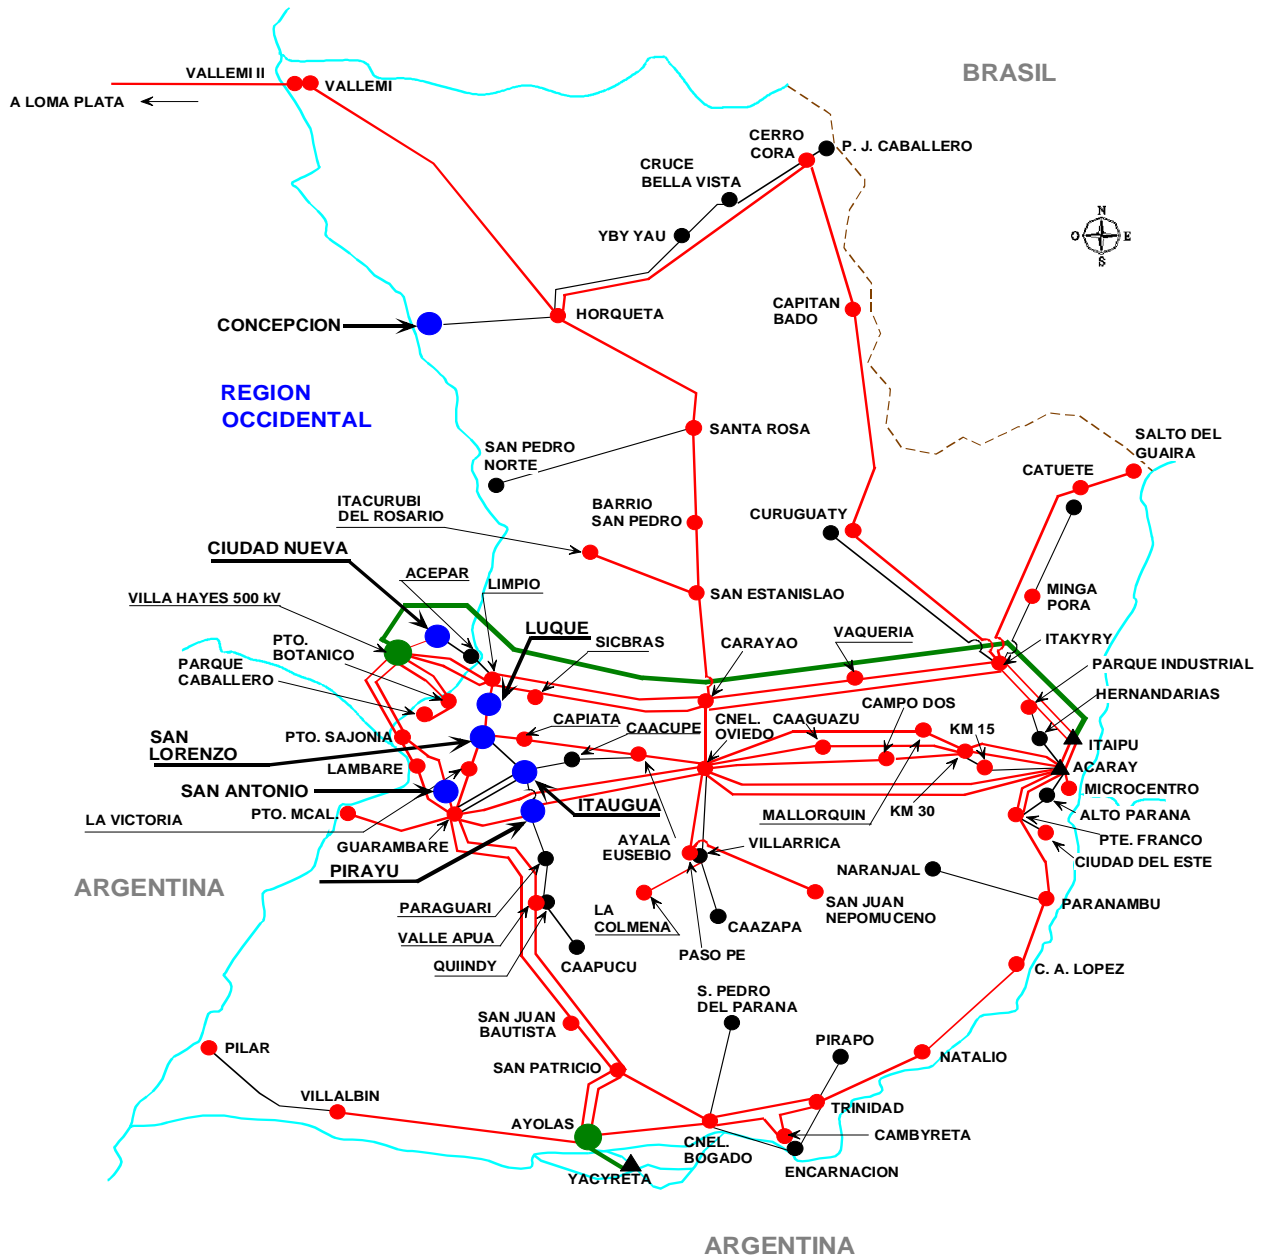 BRASIL
VALLEMI II
VALLEMI
A LOMA PLATA
CERRO
CORA
P. J. CABALLERO
CRUCE
BELLA VISTA
YBY YAU
N
O
E
S
CAPITAN
BADO
HORQUETA
CONCEPCION
REGION
OCCIDENTAL
SANTA ROSA
SAN PEDRO
NORTE
SALTO DEL
GUAIRA
CATUETE
ITACURUBI
DEL ROSARIO
BARRIO
SAN PEDRO
CURUGUATY
CIUDAD NUEVA
ACEPAR
LIMPIO
VILLA HAYES 500 kV
SAN ESTANISLAO
MINGA
PORA
LUQUE
SICBRAS
CARAYAO
VAQUERIA
ITAKYRY
PTO.
BOTANICO
PARQUE
CABALLERO
PARQUE INDUSTRIAL
HERNANDARIAS
CAPIATA
CAACUPE
CNEL.
OVIEDO
CAAGUAZU
CAMPO DOS
KM 15
ITAIPU
PTO. SAJONIA
SAN
LORENZO
LAMBARE
ACARAY
SAN ANTONIO
ITAUGUA
MICROCENTRO
LA VICTORIA
PTO. MCAL.
MALLORQUIN
KM 30
ALTO PARANA
GUARAMBARE
AYALA
EUSEBIO
VILLARRICA
PTE. FRANCO
CIUDAD DEL ESTE
PIRAYU
NARANJAL
ARGENTINA
PARAGUARI
LA
COLMENA
SAN JUAN
NEPOMUCENO
PARANAMBU
VALLE APUA
CAAZAPA
QUIINDY
CAAPUCU
PASO PE
C. A. LOPEZ
S. PEDRO
DEL PARANA
SAN JUAN
BAUTISTA
PIRAPO
PILAR
NATALIO
SAN PATRICIO
VILLALBIN
TRINIDAD
AYOLAS
CAMBYRETA
CNEL.
BOGADO
ENCARNACION
YACYRETA
ARGENTINA